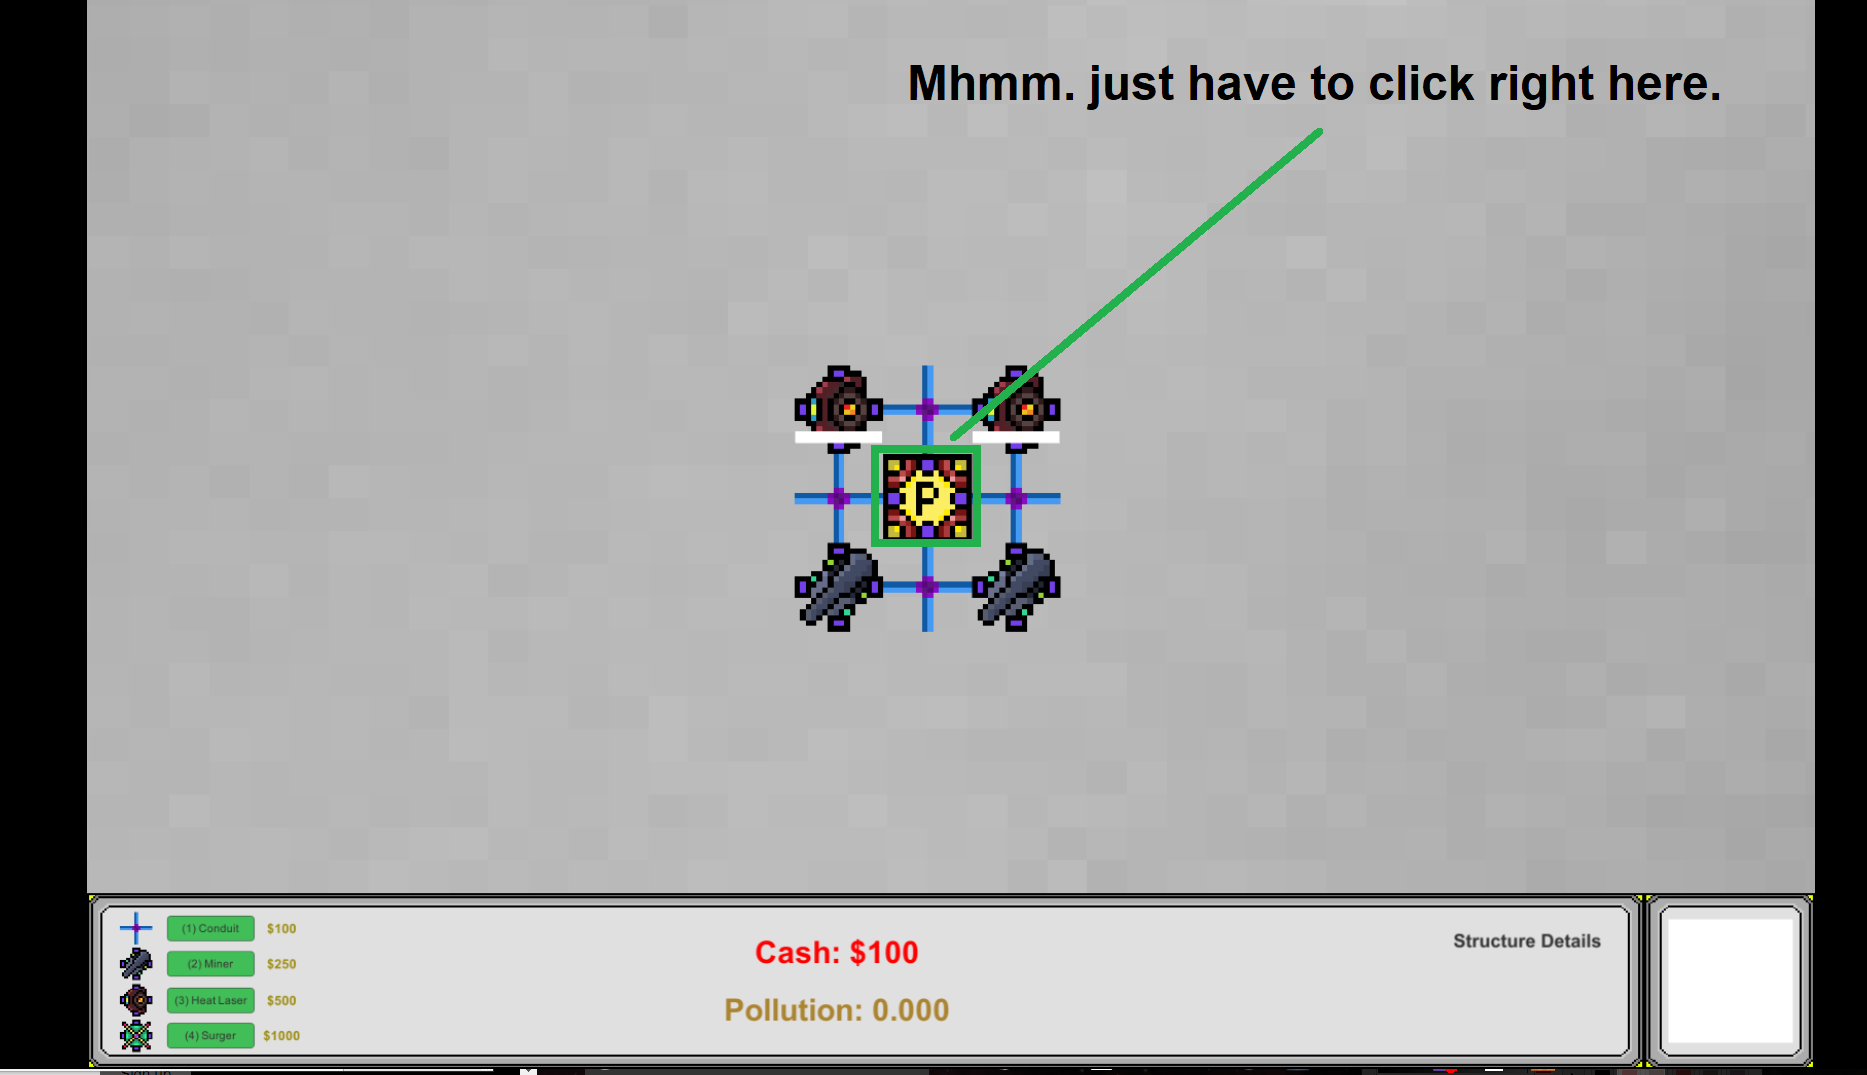 Mhmm. just have to click right here.
P
(1) Conduit $100
(2) Miner $250
(3) Heat Laser $500
(4) Surger $1000
Cash: $100
Pollution: 0.000
Structure Details